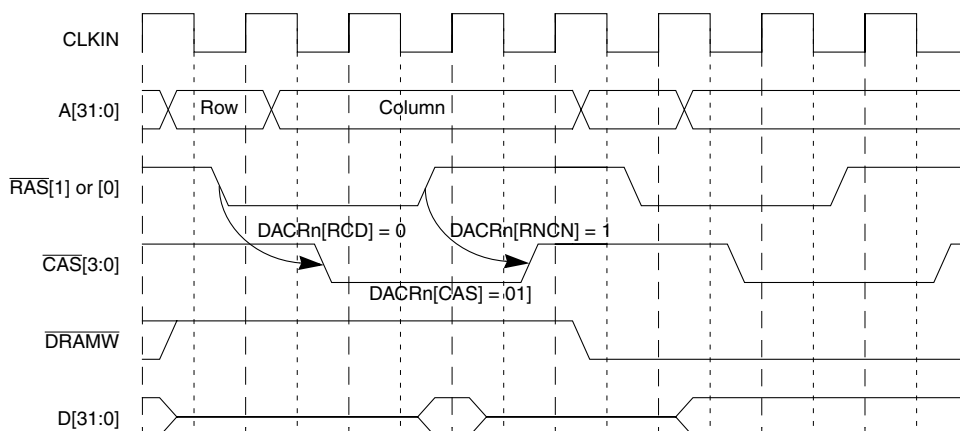 CLKIN
A[31:0]
Row
Column
RAS[1] or [0]
DACRn[RCD] = 0
DACRn[RNCN] = 1
CAS[3:0]
DACRn[CAS] = 01]
DRAMW
D[31:0]